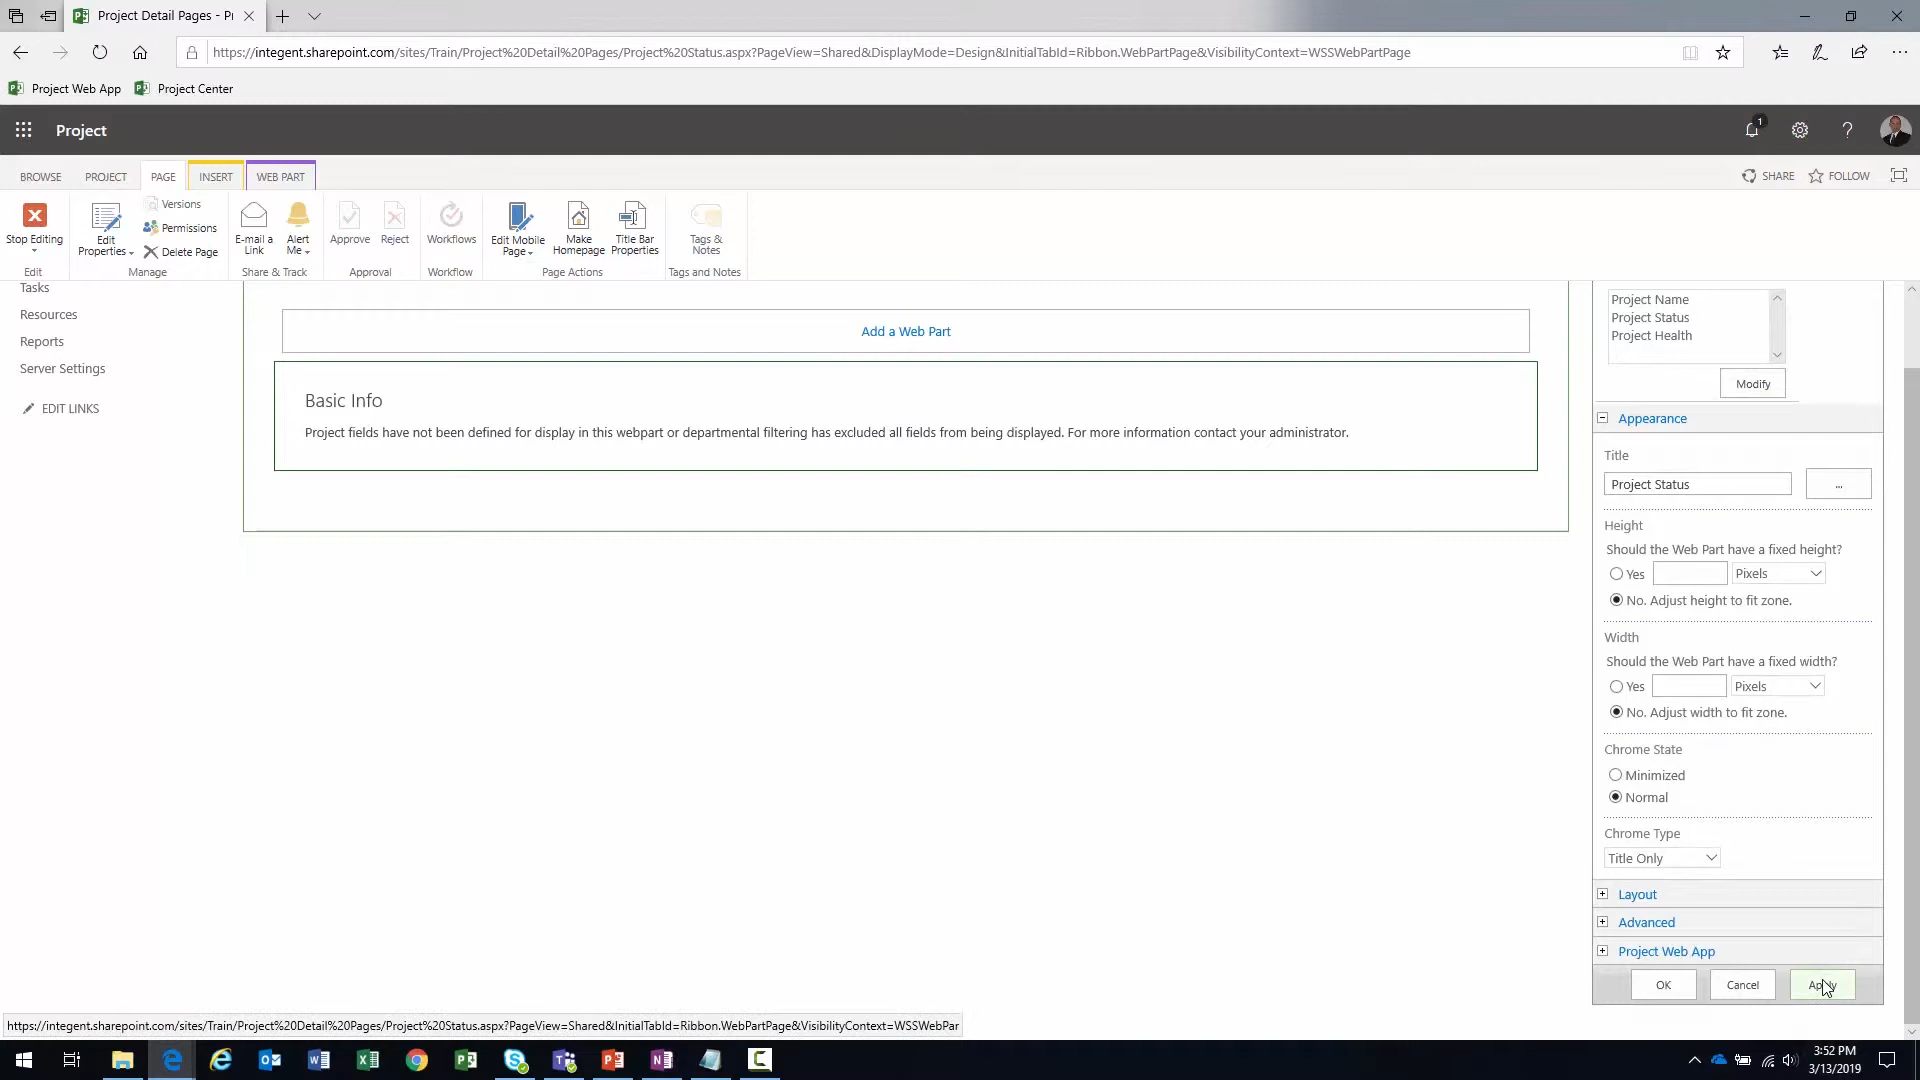 Project Detail Pages - Pr
https://integent.sharepoint.com/sites/Train/Project%20Detail%20Pages/Project%20Status.aspx?PageView=Shared&DisplayMode=Design&InitialTabId=Ribbon.WebPartPage&VisibilityContext=WSSWebPartPage
Project Web App
Project Center
Project
1
BROWSE
PROJECT
PAGE
INSERT
WEB PART
SHARE
FOLLOW
Stop Editing
Edit
Edit Properties
Versions
Permissions
Delete Page
Manage
E-mail a Link
Alert Me
Share & Track
Approve
Reject
Approval
Workflows
Workflow
Edit Mobile Page
Make Homepage
Title Bar Properties
Page Actions
Tags & Notes
Tags and Notes
Tasks
Resources
Reports
Server Settings
EDIT LINKS
Add a Web Part
Basic Info
Project fields have not been defined for display in this webpart or departmental filtering has excluded all fields from being displayed. For more information contact your administrator.
Project Name
Project Status
Project Health
Modify
Appearance
Title
Project Status
...
Height
Should the Web Part have a fixed height?
Yes
Pixels
No. Adjust height to fit zone.
Width
Should the Web Part have a fixed width?
Yes
Pixels
No. Adjust width to fit zone.
Chrome State
Minimized
Normal
Chrome Type
Title Only
Layout
Advanced
Project Web App
OK
Cancel
Apply
https://integent.sharepoint.com/sites/Train/Project%20Detail%20Pages/Project%20Status.aspx?PageView=Shared&InitialTabId=Ribbon.WebPartPage&VisibilityContext=WSSWebPar
3:52 PM
3/13/2019